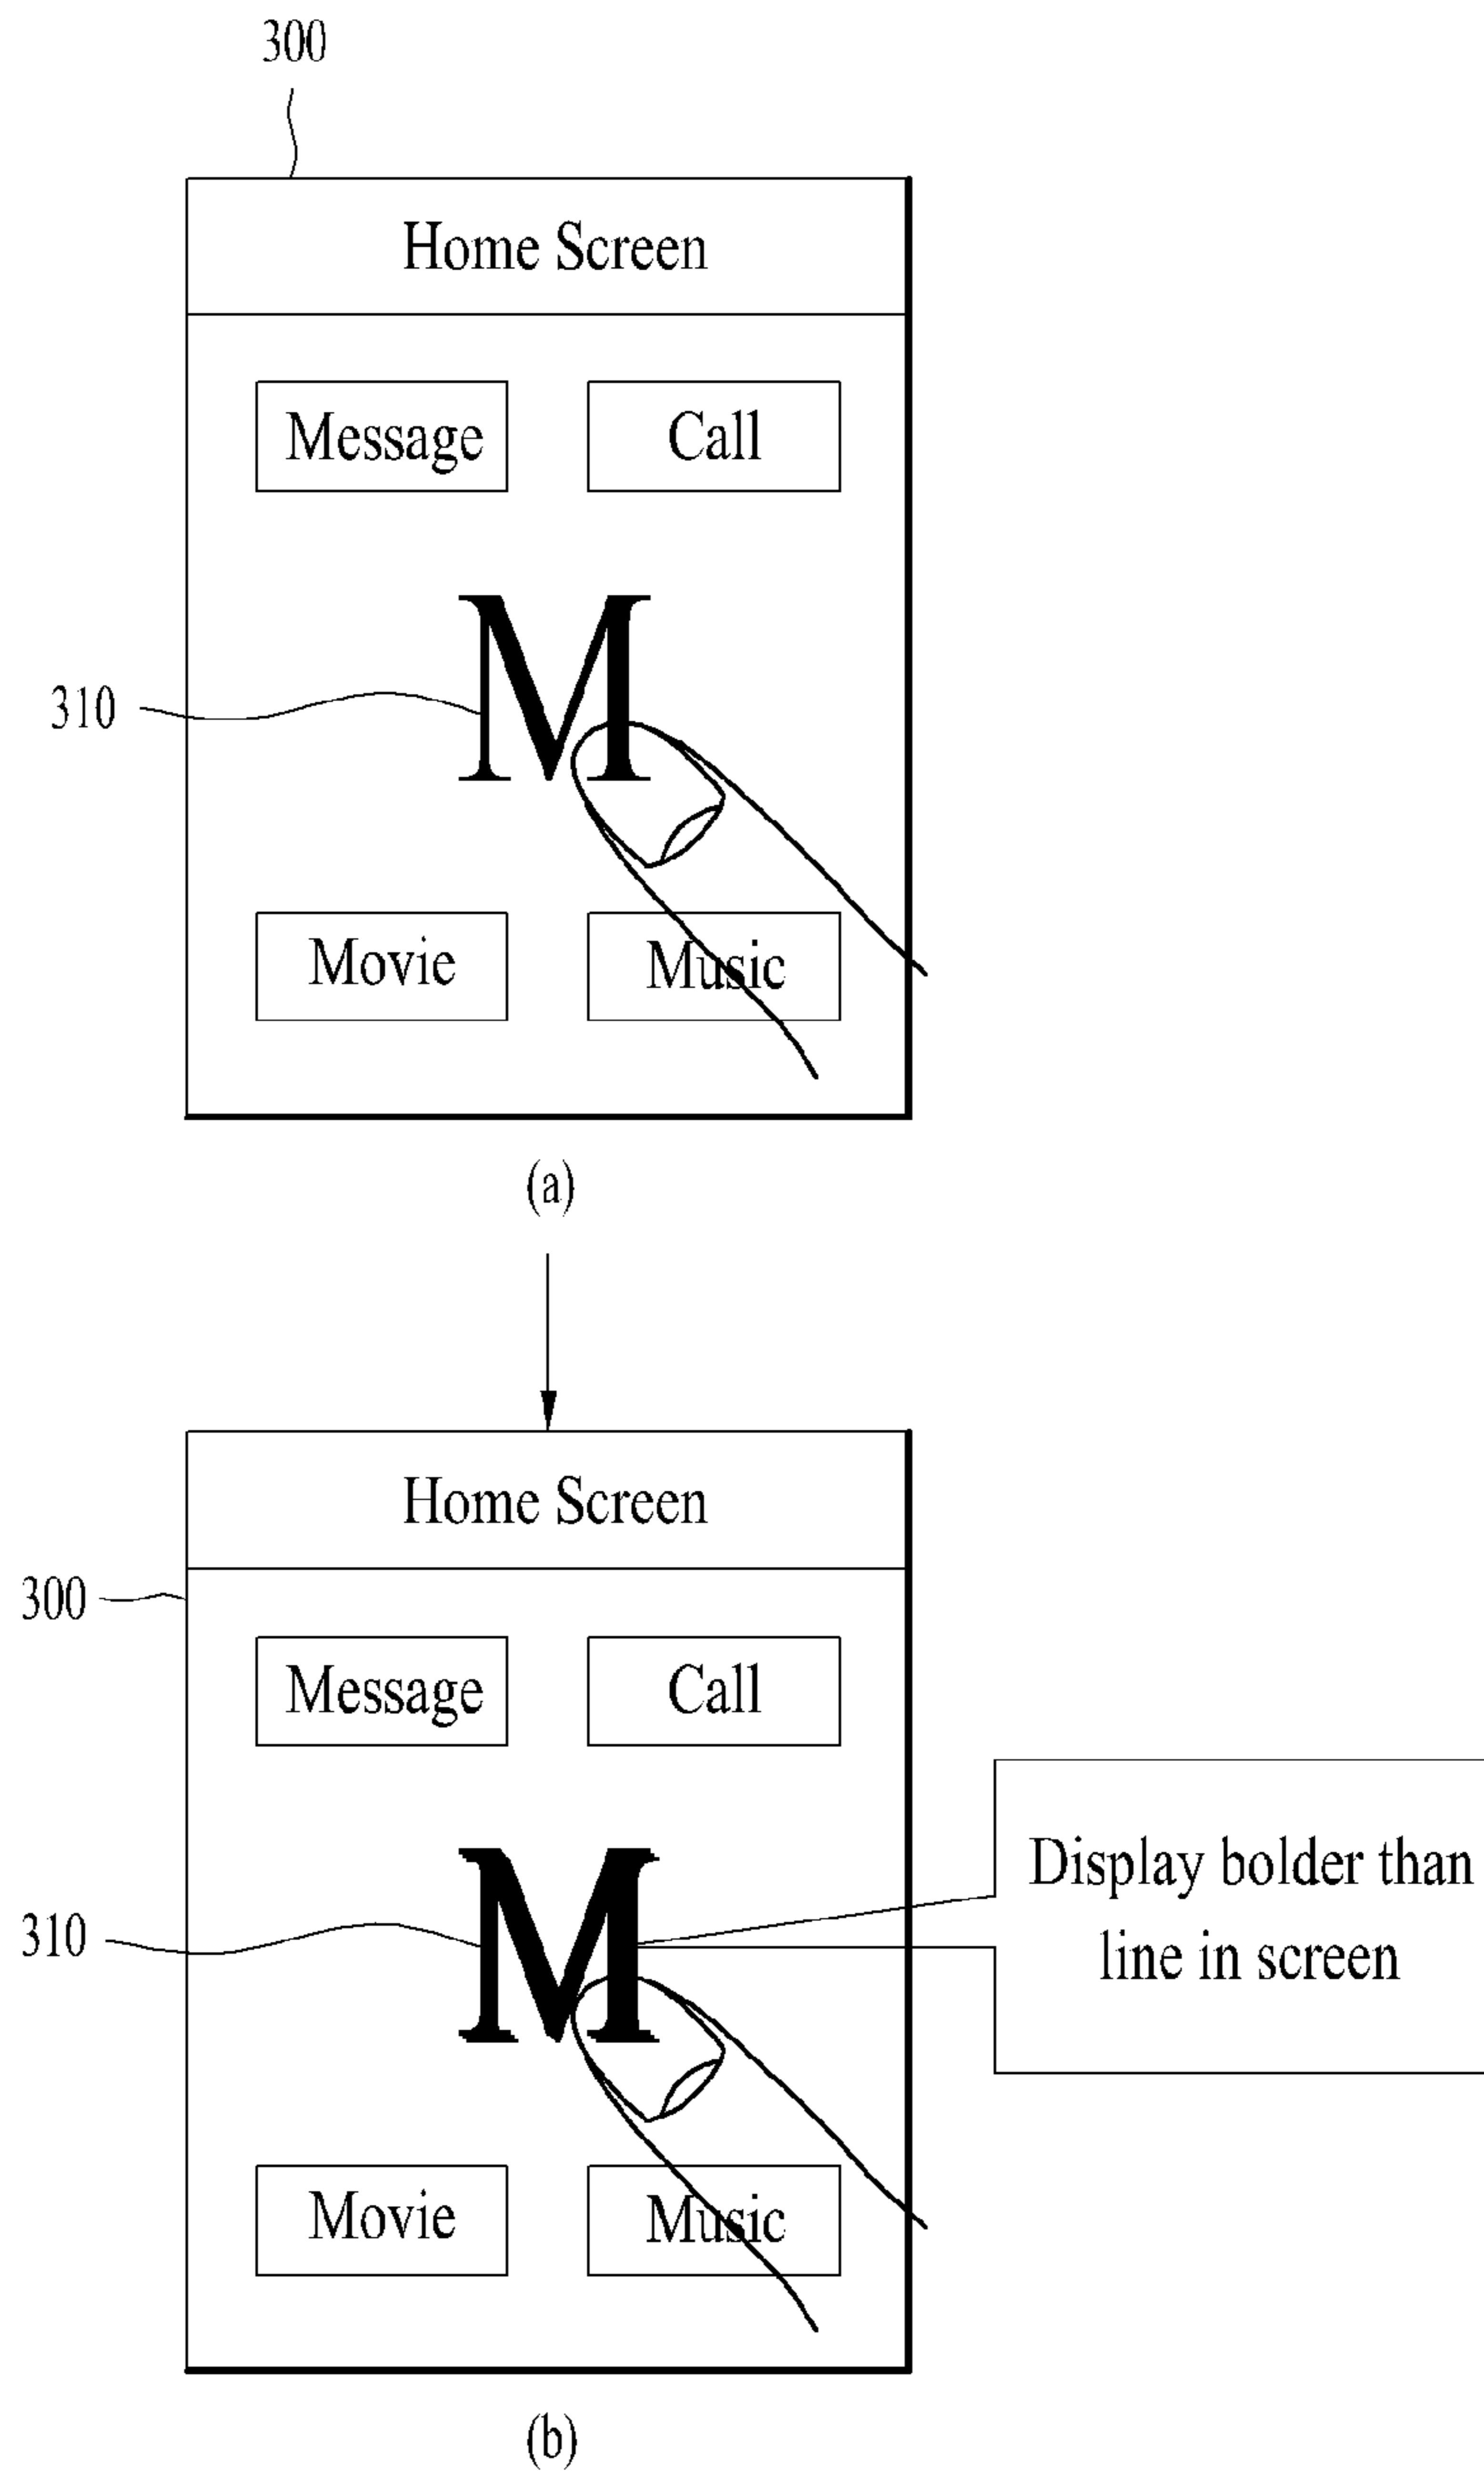 300
Home Screen
Message
Call
M
310
Movie
Music
(a)
Home Screen
300
Message
Call
Display bolder than
line in screen
M
310
Movie
Music
(b)